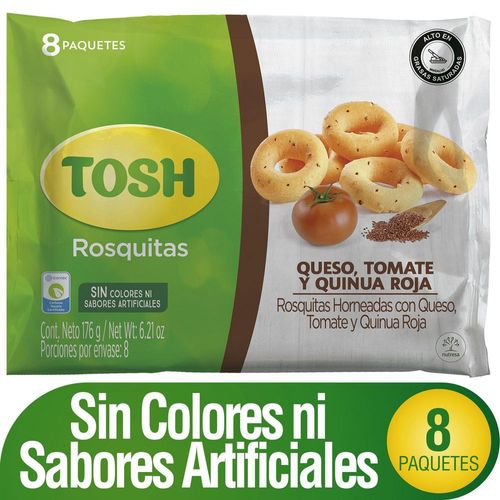 8 PAQUETES
ALTO EN
GRASAS SATURADAS
TOSH
Rosquitas
SIN COLORES NI
SABORES ARTIFICIALES
Cont. Neto 176 g / Net Wt: 6.21 oz
Porciones por envase: 8
QUESO, TOMATE
Y QUINUA ROJA
Rosquitas Horneadas con Queso,
Tomate y Quinua Roja
nutresa
Sin Colores ni
Sabores Artificiales
8
PAQUETES